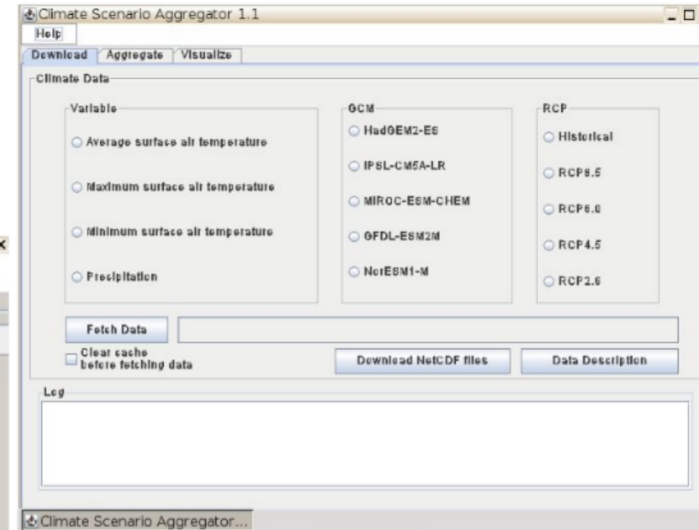 Climate Scenario Aggregator 1.1
Help
Download Aggregate Visualize
Climate Data
Variable
Average surface air temperature
Maximum surface air temperature
Minimum surface air temperature
Precipitation
GCM
HadGEM2-ES
IPSL-CM5A-LR
MIROC-ESM-CHEM
GFDL-ESM2M
NorESM1-M
RCP
Historical
RCP8.5
RCP6.0
RCP4.5
RCP2.6
Fetch Data
Clear cache
before fetching data
Download NetCDF files
Data Description
Log
Climate Scenario Aggregator...